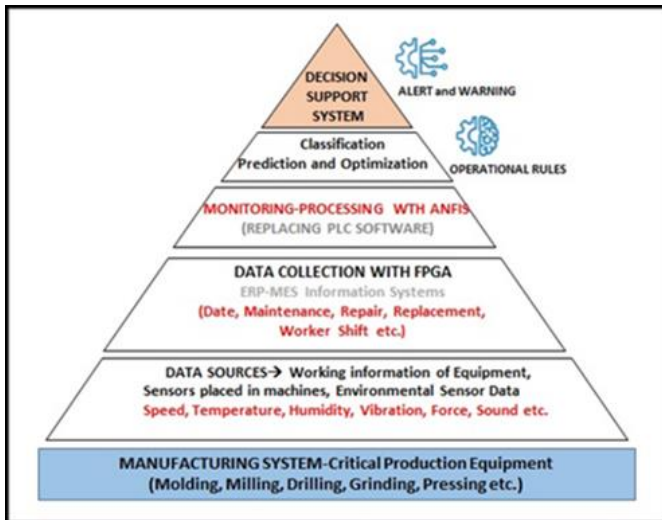 DECISION
SUPPORT
SYSTEM
ALERT and WARNING
Classification
Prediction and Optimization
OPERATIONAL RULES
MONITORING-PROCESSING WTH ANFIS
(REPLACING PLC SOFTWARE)
DATA COLLECTION WITH FPGA
ERP-MES Information Systems
(Date, Maintenance, Repair, Replacement,
Worker Shift etc.)
DATA SOURCES→ Working information of Equipment,
Sensors placed in machines, Environmental Sensor Data
Speed, Temperature, Humidity, Vibration, Force, Sound etc.
MANUFACTURING SYSTEM-Critical Production Equipment
(Molding, Milling, Drilling, Grinding, Pressing etc.)